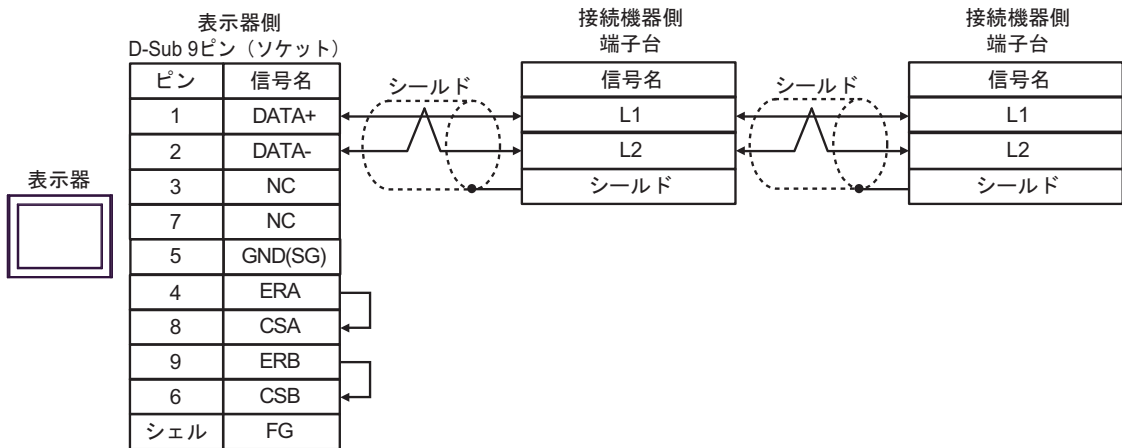 表示器
表示器側
D-Sub 9ピン（ソケット）
ピン 信号名
1 DATA+
2 DATA-
3 NC
7 NC
5 GND(SG)
4 ERA
8 CSA
9 ERB
6 CSB
シェル FG
シールド
接続機器側
端子台
信号名
L1
L2
シールド
シールド
接続機器側
端子台
信号名
L1
L2
シールド